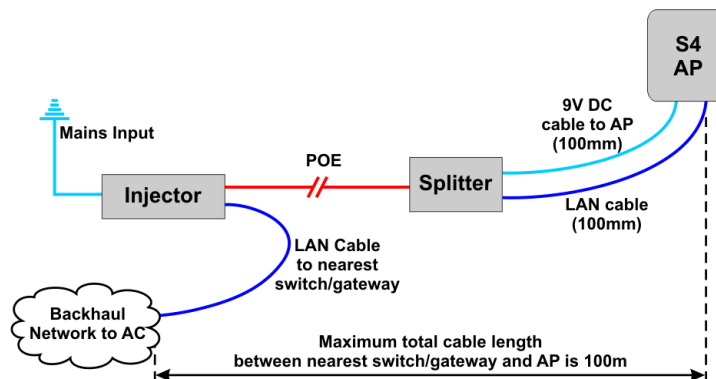 S4
AP
9V DC
cable to AP
(100mm)
Mains Input
POE
Injector
Splitter
LAN cable
(100mm)
LAN Cable
to nearest
switch/gateway
Backhaul
Network to AC
Maximum total cable length
between nearest switch/gateway and AP is 100m